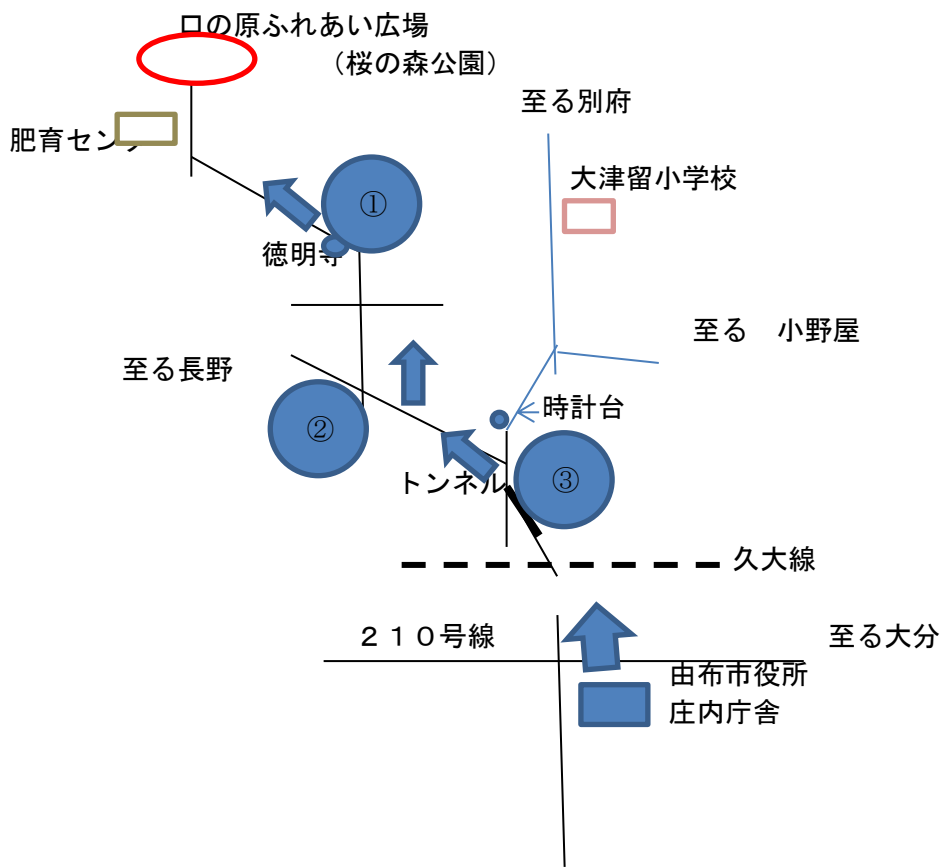 口の原ふれあい広場
（桜の森公園）
至る別府
肥育セン
大津留小学校
①
徳明寺
至る　小野屋
至る長野
時計台
②
トンネル
③
久大線
２１０号線
至る大分
由布市役所
庄内庁舎